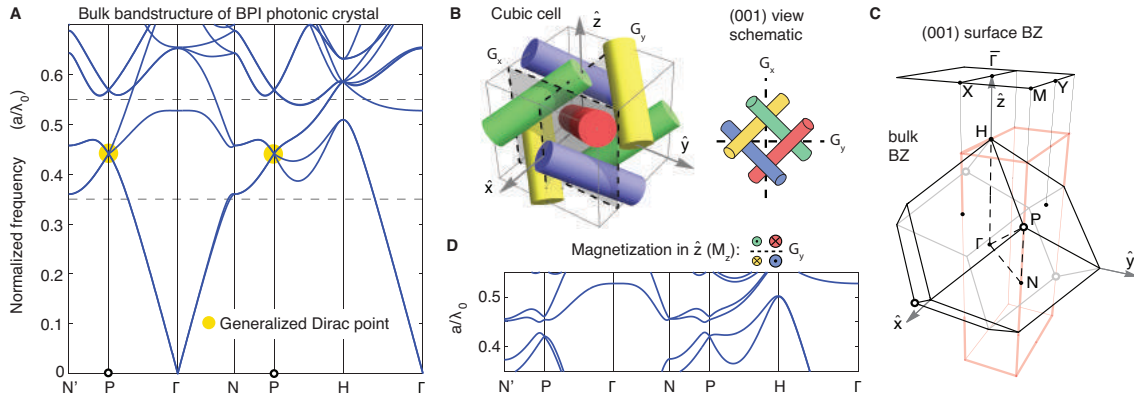 A
Bulk bandstructure of BPI photonic crystal
Normalized frequency (a/λ0)
0.6
0.5
0.4
0.3
0.2
0.1
0
Generalized Dirac point
N' P Γ N P H Γ
B
Cubic cell
ẑ
Gy
Gx
x̂
ŷ
(001) view
schematic
Gx
Gy
D
Magnetization in ẑ (Mz):
Gy
a/λ0
0.5
0.4
N' P Γ N P H Γ
C
(001) surface BZ
Γ̅
X
M
Y
ẑ
H
bulk
BZ
P
Γ
N
ŷ
x̂